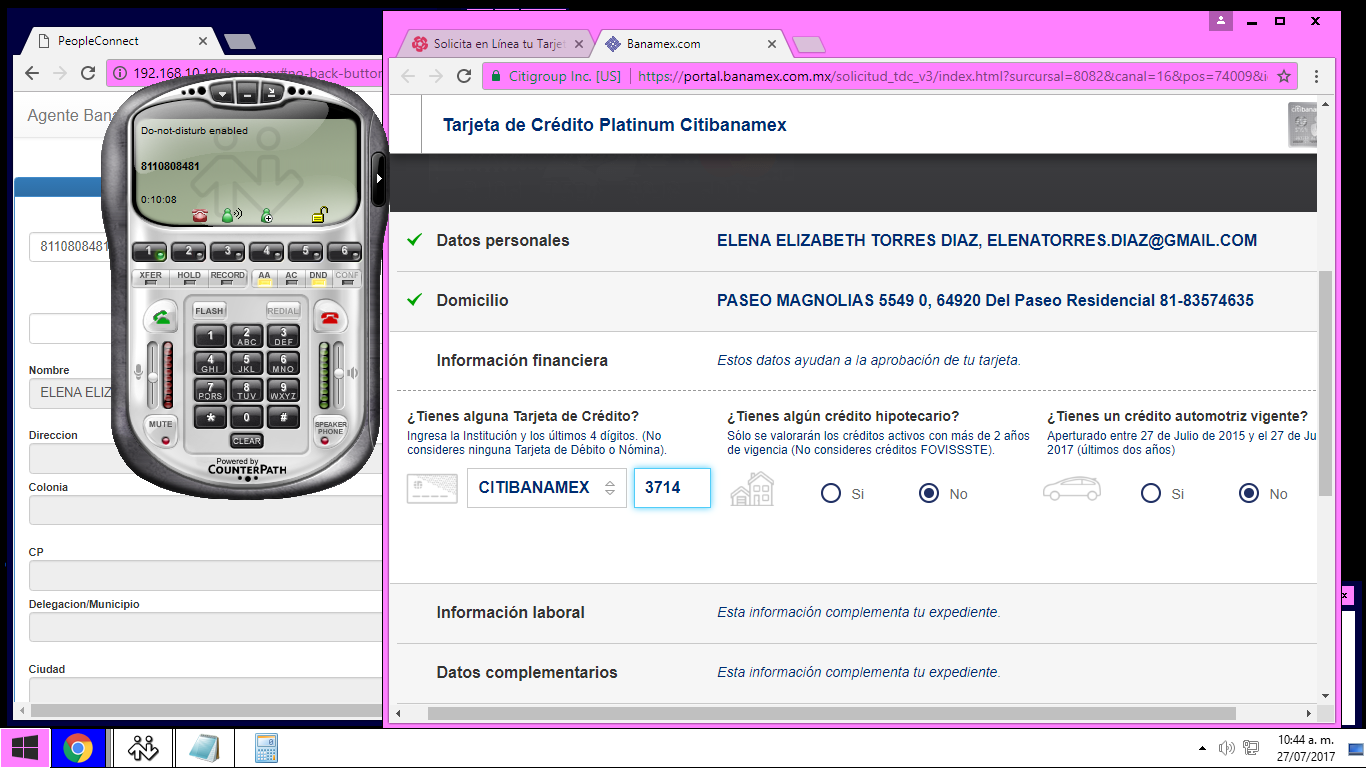 PeopleConnect
192.168.10.10/banamex#no-back-button
Agente Bana
8110808481
Nombre
ELENA ELIZ
Direccion
Colonia
CP
Delegacion/Municipio
Ciudad
Do-not-disturb enabled
8110808481
0:10:08
1 2 3 4 5 6
XFER HOLD RECORD AA AC DND CONF
FLASH REDIAL
1 2 ABC 3 DEF
4 GHI 5 JKL 6 MNO
7 PQRS 8 TUV 9 WXYZ
* 0 #
MUTE
SPEAKER PHONE
CLEAR
Powered by
COUNTERPATH
Solicita en Línea tu Tarjet
Banamex.com
Citigroup Inc. [US] https://portal.banamex.com.mx/solicitud_tdc_v3/index.html?surcursal=8082&canal=16&pos=74009&i
Tarjeta de Crédito Platinum Citibanamex
citibanamex
Datos personales ELENA ELIZABETH TORRES DIAZ, ELENATORRES.DIAZ@GMAIL.COM
Domicilio PASEO MAGNOLIAS 5549 0, 64920 Del Paseo Residencial 81-83574635
Información financiera Estos datos ayudan a la aprobación de tu tarjeta.
¿Tienes alguna Tarjeta de Crédito?
Ingresa la Institución y los últimos 4 dígitos. (No
consideres ninguna Tarjeta de Débito o Nómina).
CITIBANAMEX 3714
¿Tienes algún crédito hipotecario?
Sólo se valorarán los créditos activos con más de 2 años
de vigencia (No consideres créditos FOVISSSTE).
Si No
¿Tienes un crédito automotriz vigente?
Aperturado entre 27 de Julio de 2015 y el 27 de Ju
2017 (últimos dos años)
Si No
Información laboral Esta información complementa tu expediente.
Datos complementarios Esta información complementa tu expediente.
10:44 a. m.
27/07/2017